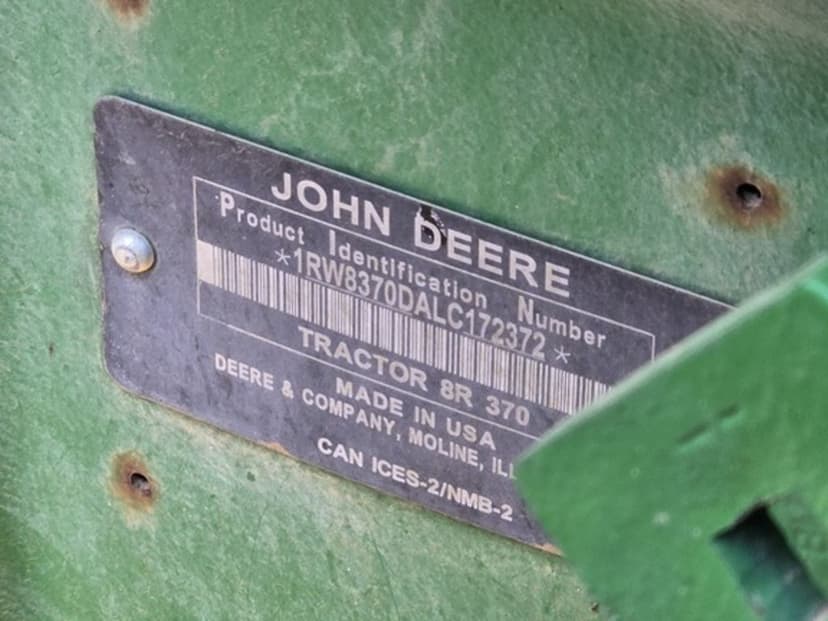 JOHN DEERE
Product Identification Number
*1RW8370DALC172372*
TRACTOR 8R 370
MADE IN USA
DEERE & COMPANY, MOLINE, ILL
CAN ICES-2/NMB-2